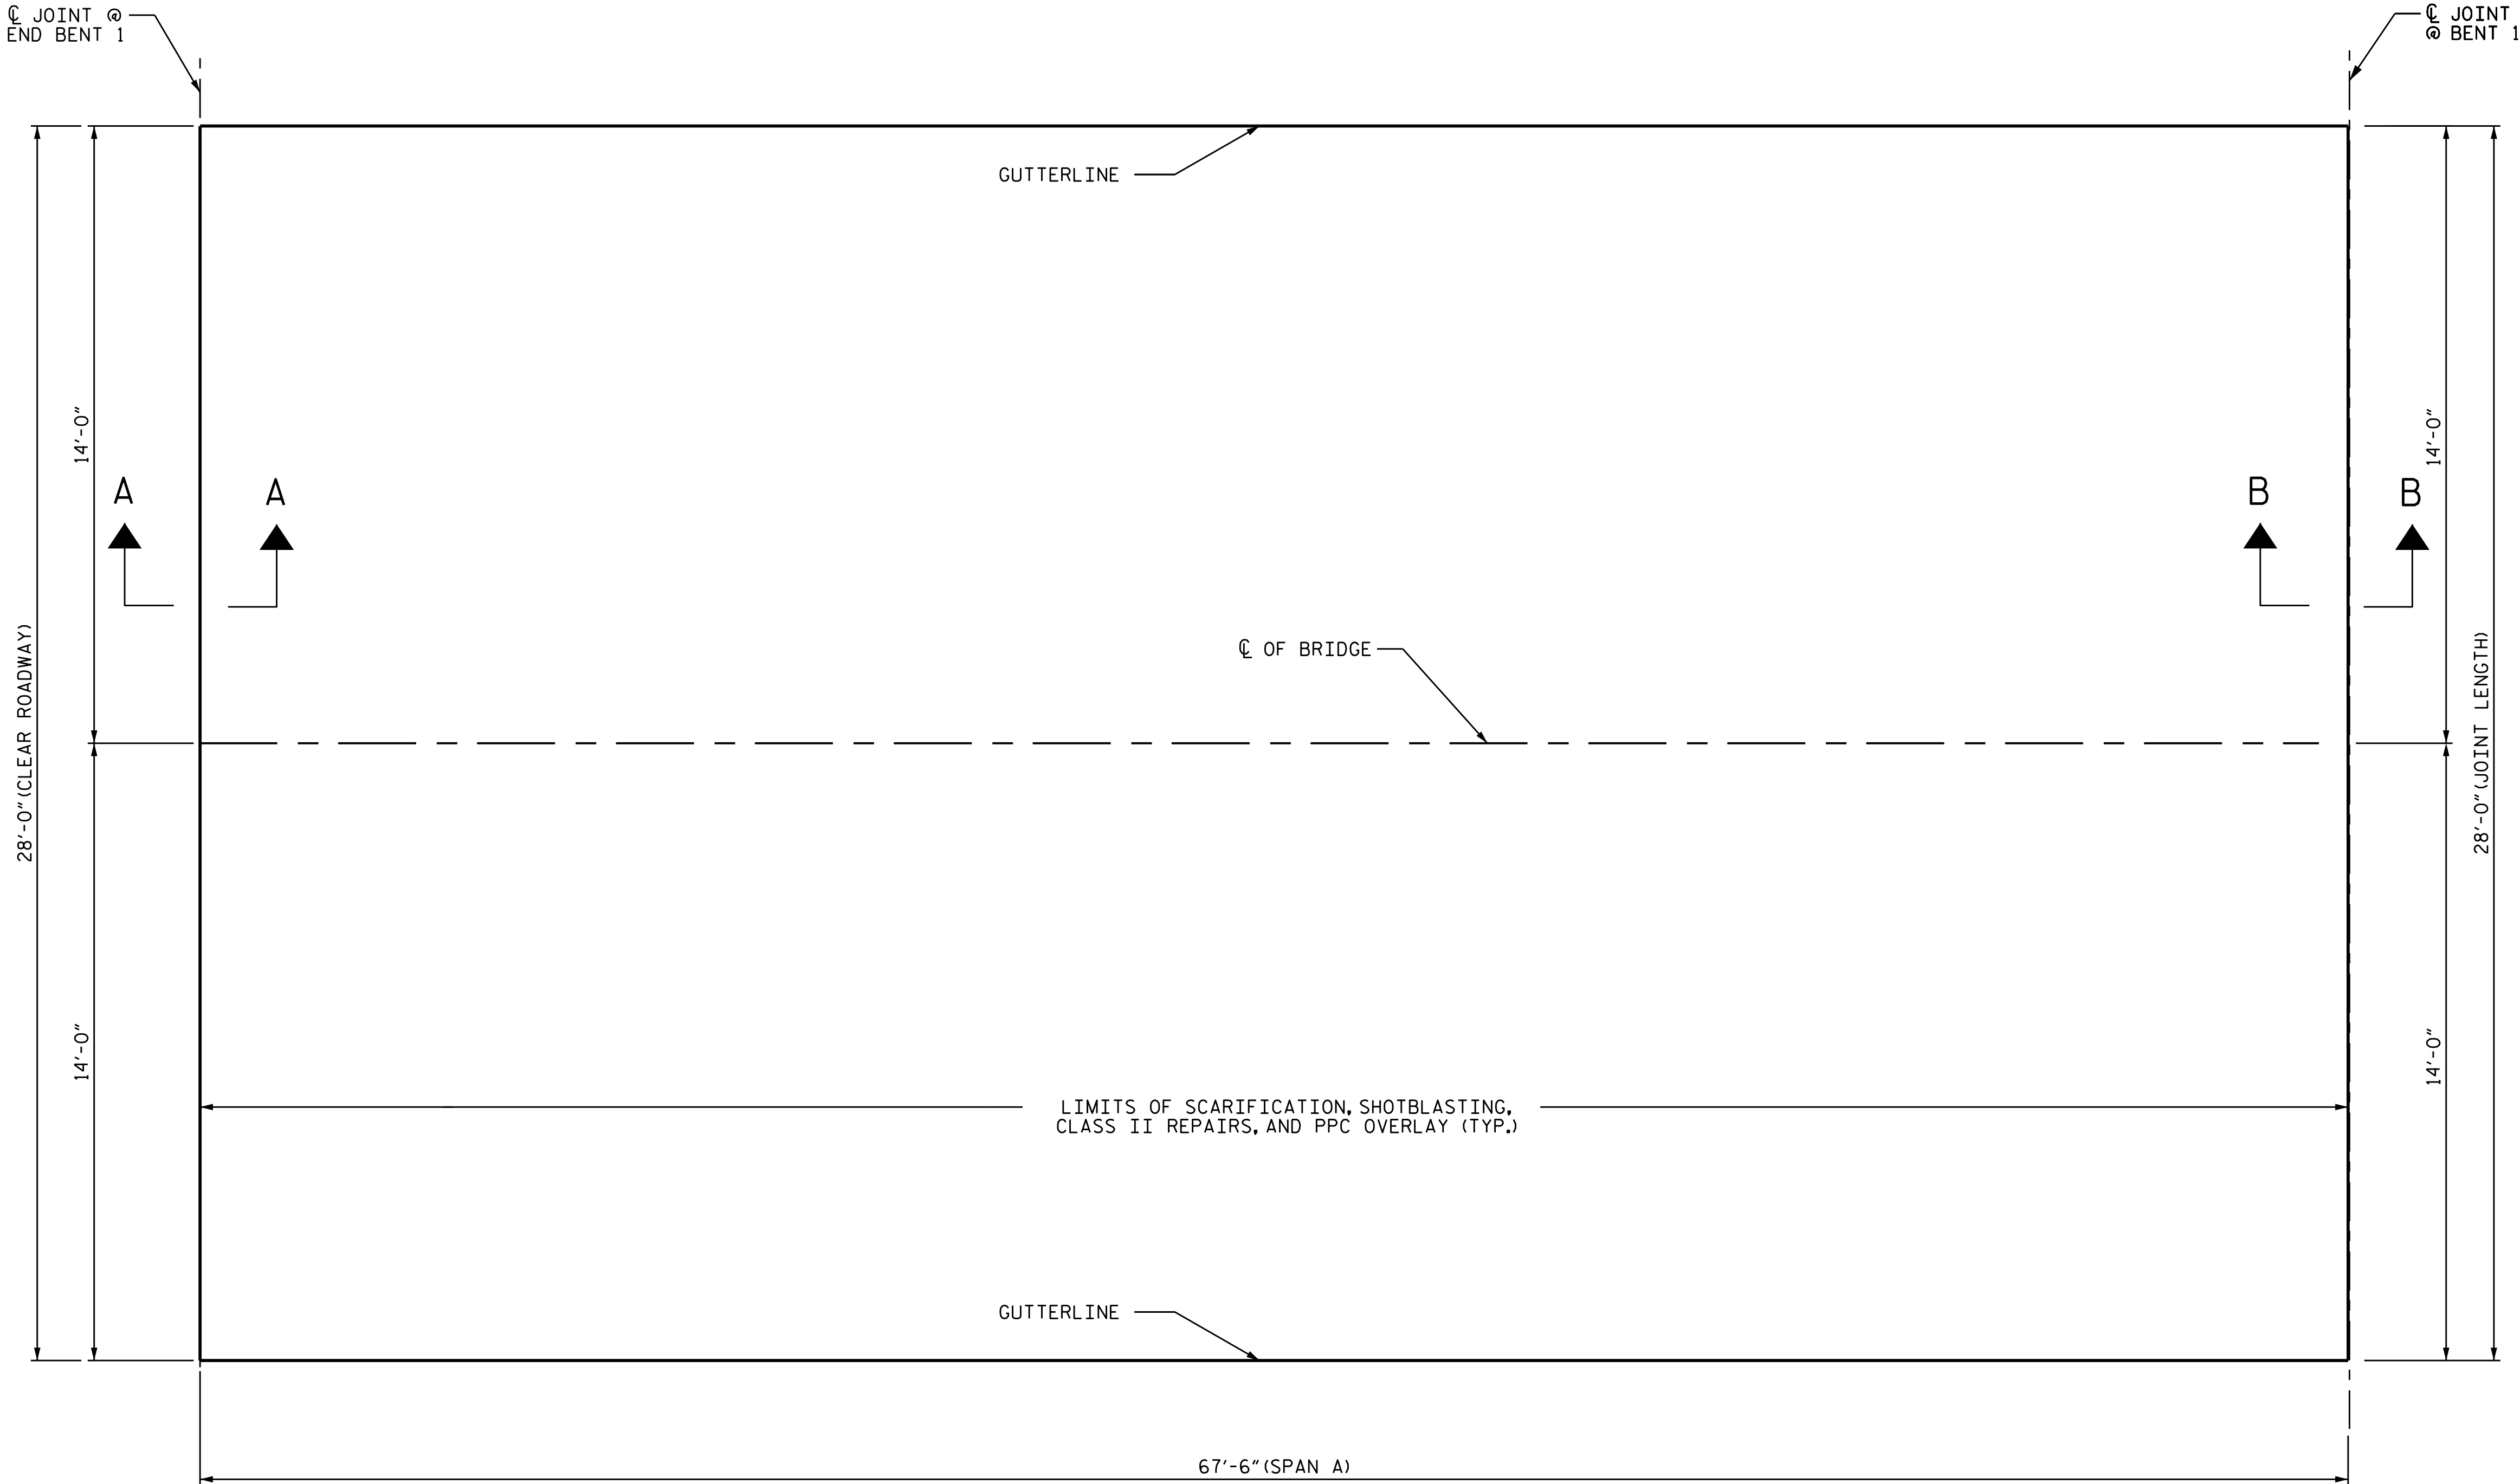 ℄ JOINT @
END BENT 1
℄ JOINT
@ BENT 1
GUTTERLINE
14'-0"
14'-0"
A
A
B
B
28'-0"(CLEAR ROADWAY)
℄ OF BRIDGE
28'-0"(JOINT LENGTH)
14'-0"
14'-0"
LIMITS OF SCARIFICATION, SHOTBLASTING,
CLASS II REPAIRS, AND PPC OVERLAY (TYP.)
GUTTERLINE
67'-6"(SPAN A)